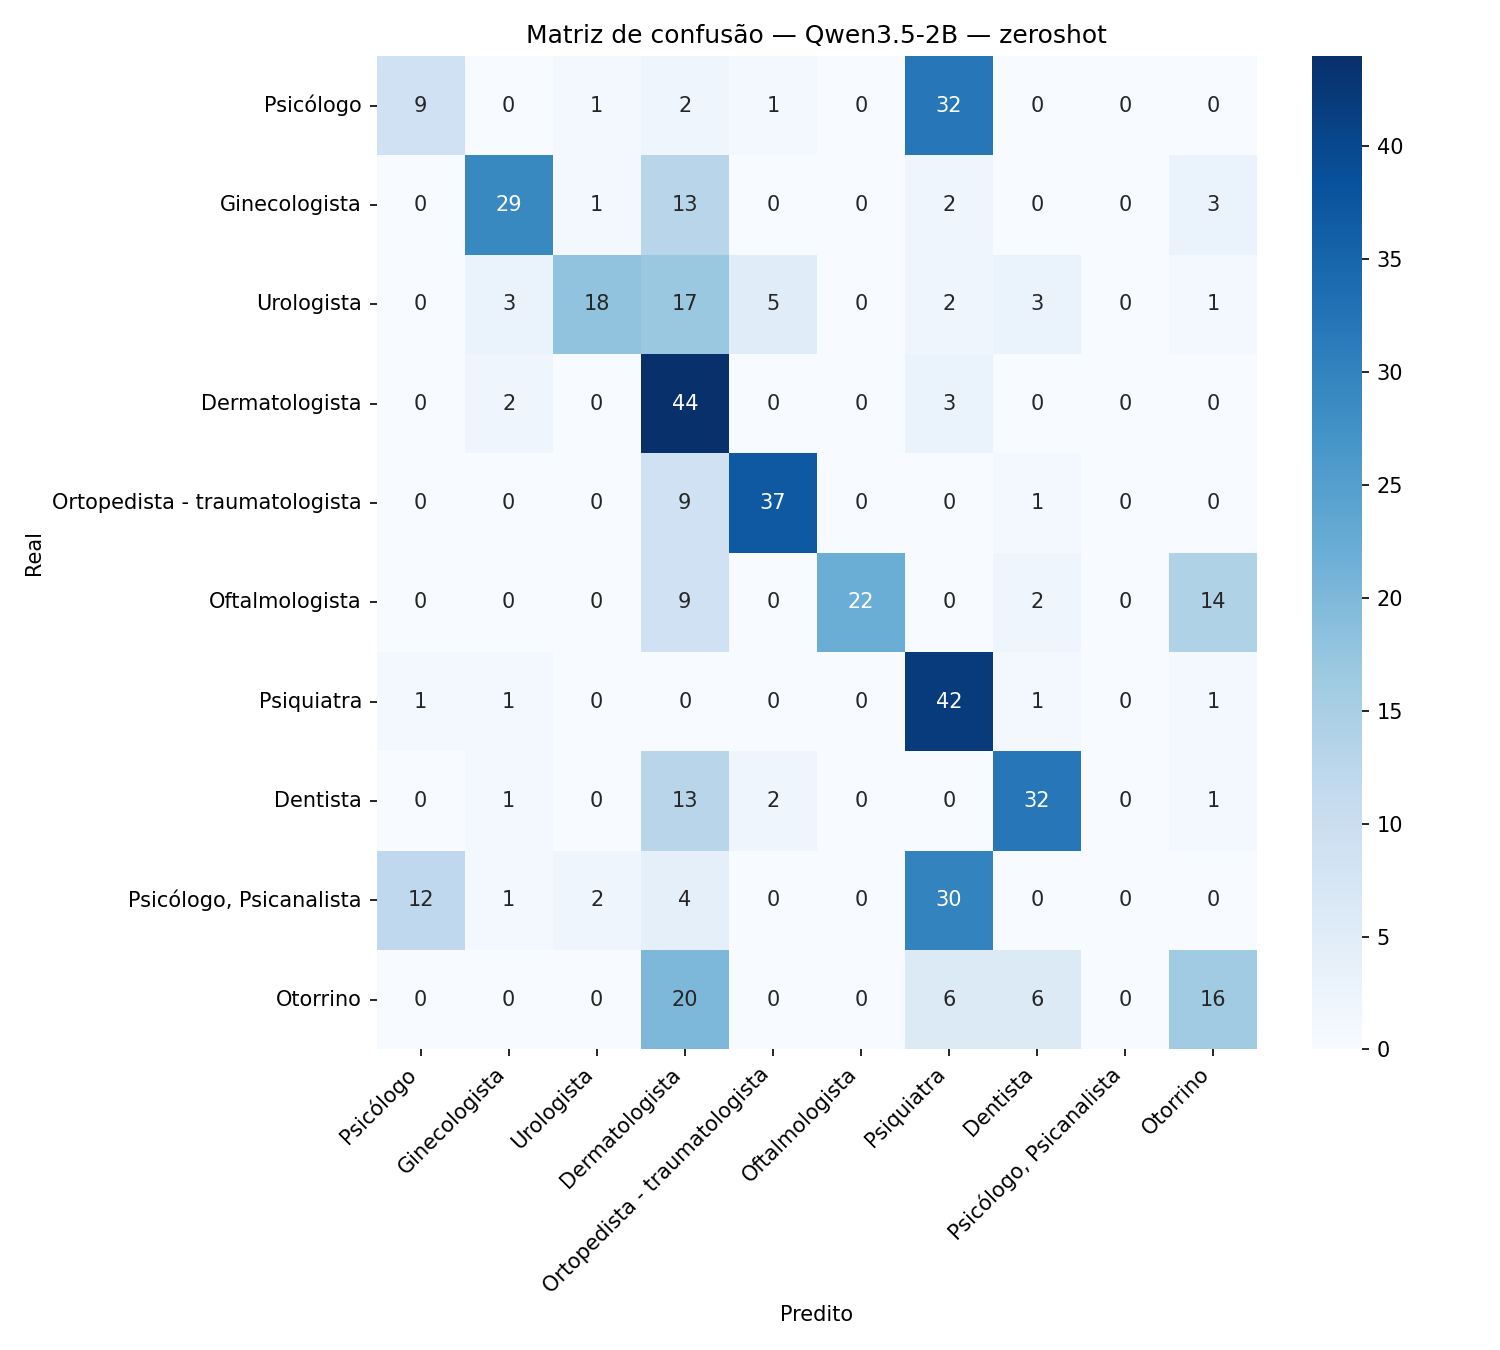 Matriz de confusão — Qwen3.5-2B — zeroshot
Real
Psicólogo 9 0 1 2 1 0 32 0 0 0
Ginecologista 0 29 1 13 0 0 2 0 0 3
Urologista 0 3 18 17 5 0 2 3 0 1
Dermatologista 0 2 0 44 0 0 3 0 0 0
Ortopedista - traumatologista 0 0 0 9 37 0 0 1 0 0
Oftalmologista 0 0 0 9 0 22 0 2 0 14
Psiquiatra 1 1 0 0 0 0 42 1 0 1
Dentista 0 1 0 13 2 0 0 32 0 1
Psicólogo, Psicanalista 12 1 2 4 0 0 30 0 0 0
Otorrino 0 0 0 20 0 0 6 6 0 16
Psicólogo
Ginecologista
Urologista
Dermatologista
Ortopedista - traumatologista
Oftalmologista
Psiquiatra
Dentista
Psicólogo, Psicanalista
Otorrino
Predito
40
35
30
25
20
15
10
5
0